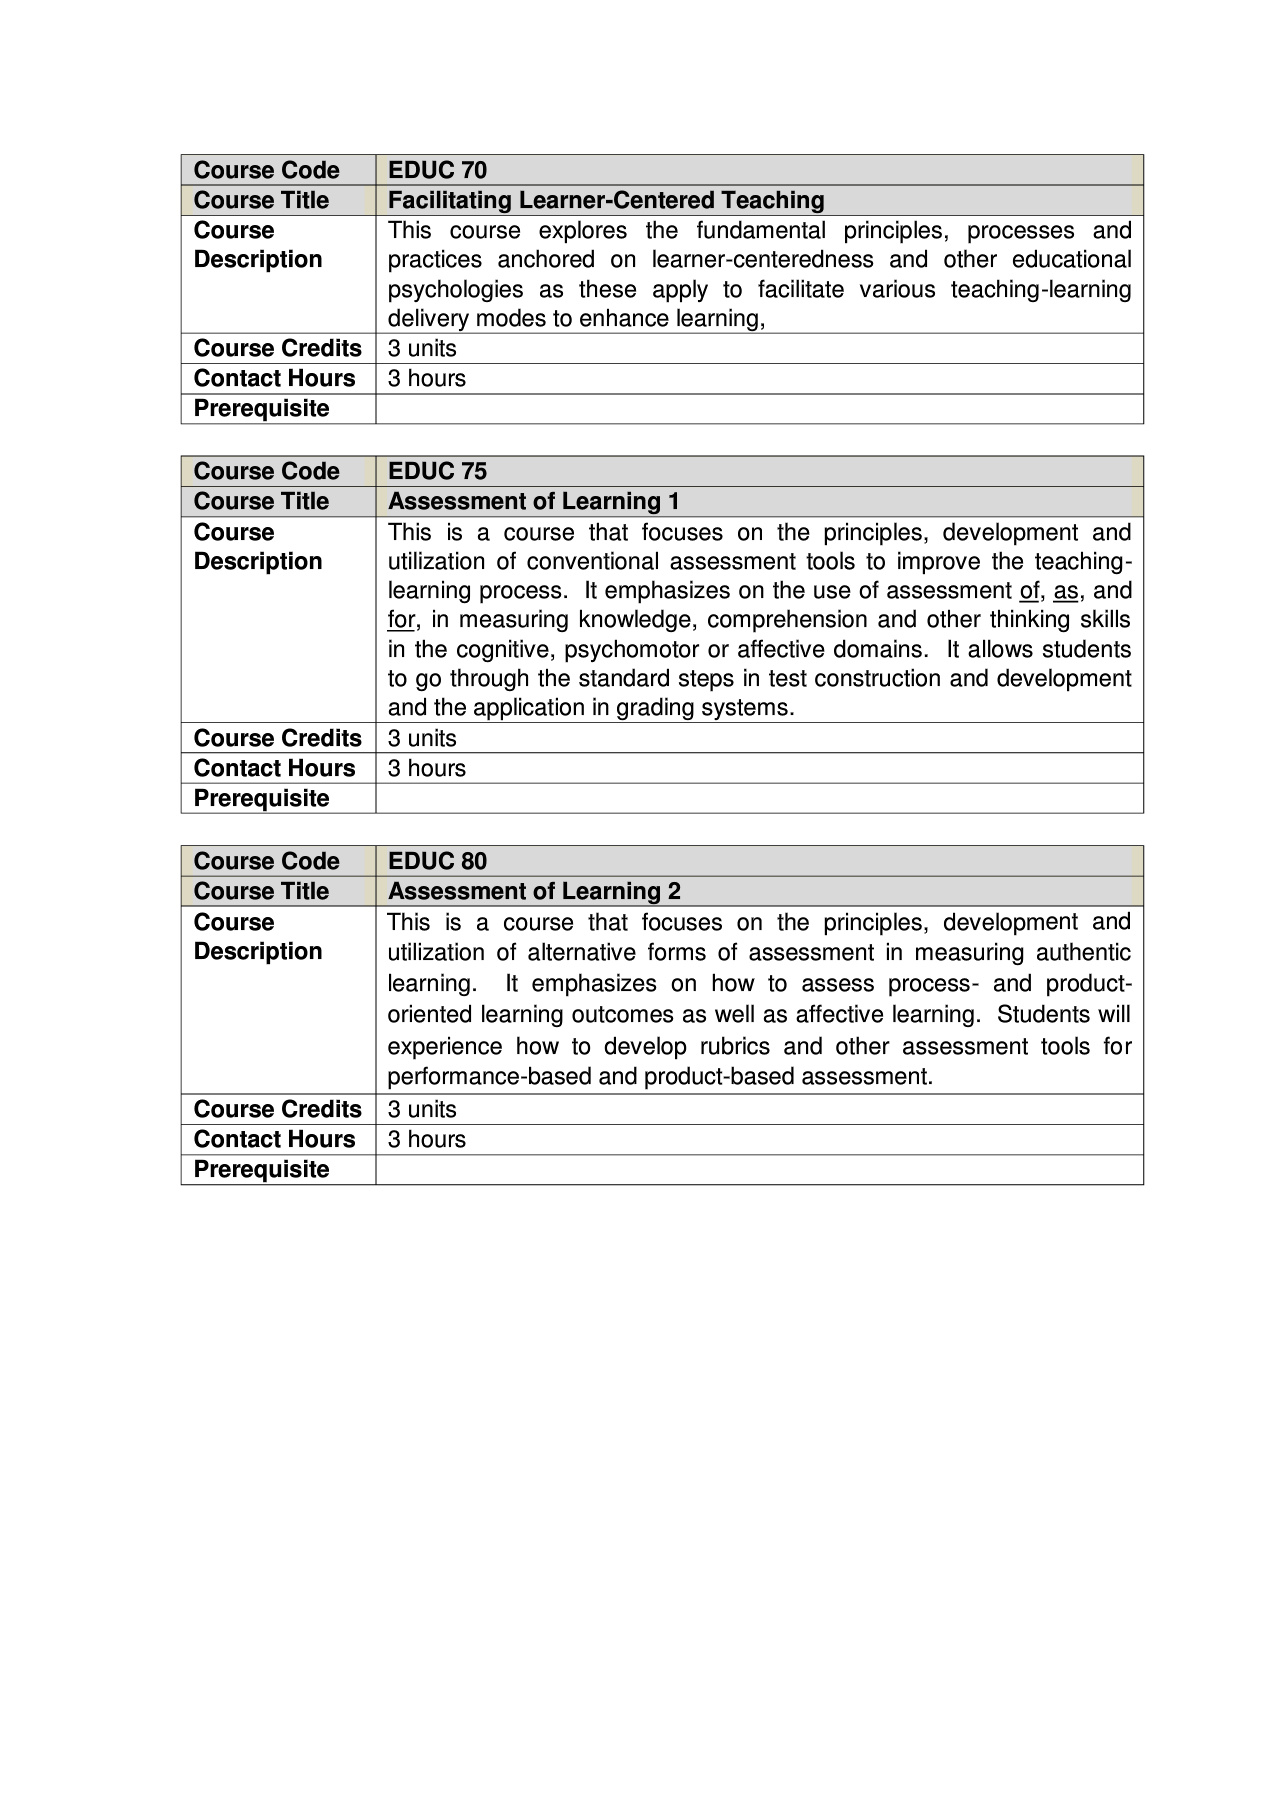 Course Code EDUC 70
Course Title Facilitating Learner-Centered Teaching
Course This course explores the fundamental principles, processes and
Description practices anchored on learner-centeredness and other educational
psychologies as these apply to facilitate various teaching-learning
delivery modes to enhance learning,
Course Credits 3 units
Contact Hours 3 hours
Prerequisite
Course Code EDUC 75
Course Title Assessment of Learning 1
Course This is a course that focuses on the principles, development and
Description utilization of conventional assessment tools to improve the teaching-
learning process. It emphasizes on the use of assessment of, as, and
for, in measuring knowledge, comprehension and other thinking skills
in the cognitive, psychomotor or affective domains. It allows students
to go through the standard steps in test construction and development
and the application in grading systems.
Course Credits 3 units
Contact Hours 3 hours
Prerequisite
Course Code EDUC 80
Course Title Assessment of Learning 2
Course This is a course that focuses on the principles, development and
Description utilization of alternative forms of assessment in measuring authentic
learning. It emphasizes on how to assess process- and product-
oriented learning outcomes as well as affective learning. Students will
experience how to develop rubrics and other assessment tools for
performance-based and product-based assessment.
Course Credits 3 units
Contact Hours 3 hours
Prerequisite